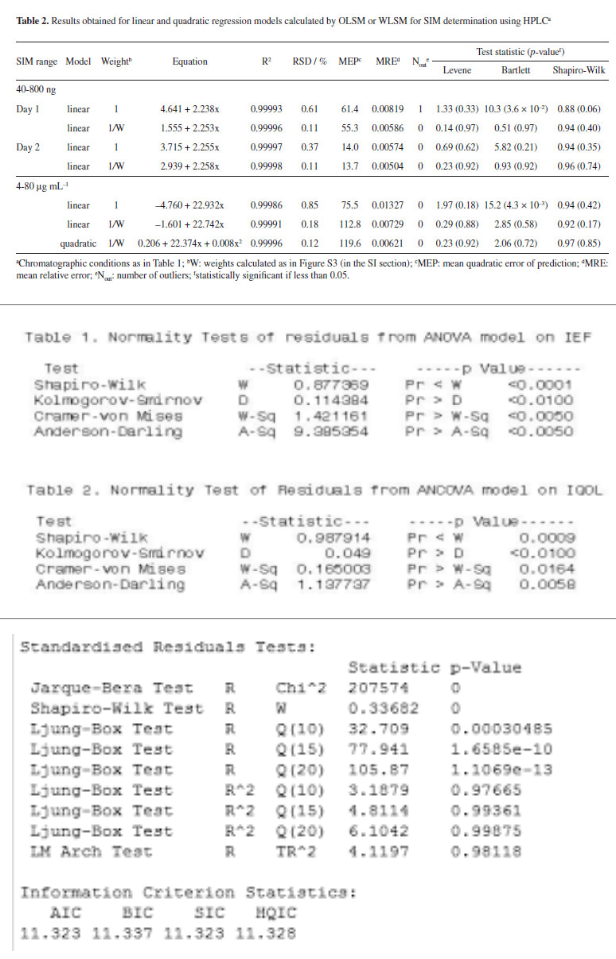 Table 2. Results obtained for linear and quadratic regression models calculated by OLSM or WLSM for SIM determination using HPLCᵃ
SIM range Model Weightᵇ Equation R² RSD / % MEPᶜ MREᵈ Nₒᵤₜᵉ Test statistic (p-valueᶠ)
Levene Bartlett Shapiro-Wilk
40-800 ng
Day 1 linear 1 4.641 + 2.238x 0.99993 0.61 61.4 0.00819 1 1.33 (0.33) 10.3 (3.6 × 10⁻²) 0.88 (0.06)
linear 1/W 1.555 + 2.253x 0.99996 0.11 55.3 0.00586 0 0.14 (0.97) 0.51 (0.97) 0.94 (0.40)
Day 2 linear 1 3.715 + 2.255x 0.99997 0.37 14.0 0.00574 0 0.69 (0.62) 5.82 (0.21) 0.94 (0.35)
linear 1/W 2.939 + 2.258x 0.99998 0.11 13.7 0.00504 0 0.23 (0.92) 0.93 (0.92) 0.96 (0.74)
4-80 µg mL⁻¹
linear 1 –4.760 + 22.932x 0.99986 0.85 75.5 0.01327 0 1.97 (0.18) 15.2 (4.3 × 10⁻³) 0.94 (0.42)
linear 1/W –1.601 + 22.742x 0.99991 0.18 112.8 0.00729 0 0.29 (0.88) 2.85 (0.58) 0.92 (0.17)
quadratic 1/W 0.206 + 22.374x + 0.008x² 0.99996 0.12 119.6 0.00621 0 0.23 (0.92) 2.06 (0.72) 0.97 (0.85)
ᵃChromatographic conditions as in Table 1; ᵇW: weights calculated as in Figure S3 (in the SI section); ᶜMEP: mean quadratic error of prediction; ᵈMRE:
mean relative error; ᵉNₒᵤₜ: number of outliers; ᶠstatistically significant if less than 0.05.
Table 1. Normality Tests of residuals from ANOVA model on IEF
Test --Statistic--- -----p Value------
Shapiro-Wilk W 0.877369 Pr < W <0.0001
Kolmogorov-Smirnov D 0.114384 Pr > D <0.0100
Cramer-von Mises W-Sq 1.421161 Pr > W-Sq <0.0050
Anderson-Darling A-Sq 9.385354 Pr > A-Sq <0.0050
Table 2. Normality Test of Residuals from ANCOVA model on IQOL
Test --Statistic--- -----p Value------
Shapiro-Wilk W 0.987914 Pr < W 0.0009
Kolmogorov-Smirnov D 0.049 Pr > D <0.0100
Cramer-von Mises W-Sq 0.165003 Pr > W-Sq 0.0164
Anderson-Darling A-Sq 1.137737 Pr > A-Sq 0.0058
Standardised Residuals Tests:
Statistic p-Value
Jarque-Bera Test R Chi^2 207574 0
Shapiro-Wilk Test R W 0.33682 0
Ljung-Box Test R Q(10) 32.709 0.00030485
Ljung-Box Test R Q(15) 77.941 1.6585e-10
Ljung-Box Test R Q(20) 105.87 1.1069e-13
Ljung-Box Test R^2 Q(10) 3.1879 0.97665
Ljung-Box Test R^2 Q(15) 4.8114 0.99361
Ljung-Box Test R^2 Q(20) 6.1042 0.99875
LM Arch Test R TR^2 4.1197 0.98118
Information Criterion Statistics:
AIC BIC SIC HQIC
11.323 11.337 11.323 11.328